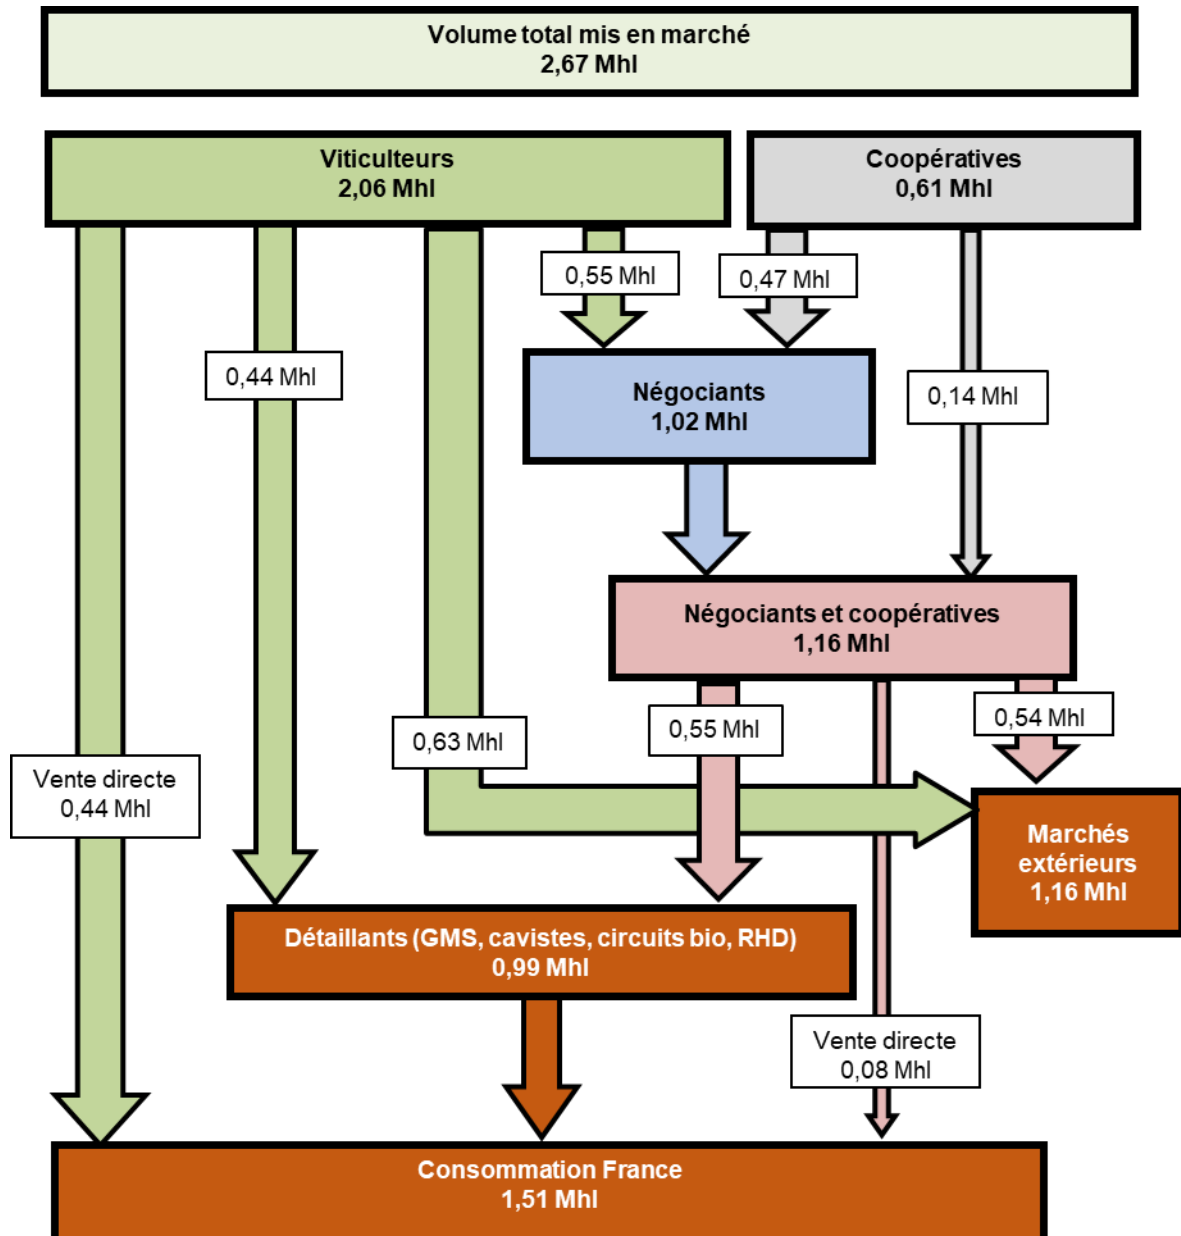 Volume total mis en marché
2,67 Mhl
Viticulteurs
2,06 Mhl
Coopératives
0,61 Mhl
0,55 Mhl
0,47 Mhl
0,44 Mhl
Négociants
1,02 Mhl
0,14 Mhl
Négociants et coopératives
1,16 Mhl
0,63 Mhl
0,55 Mhl
0,54 Mhl
Vente directe
0,44 Mhl
Marchés
extérieurs
1,16 Mhl
Détaillants (GMS, cavistes, circuits bio, RHD)
0,99 Mhl
Vente directe
0,08 Mhl
Consommation France
1,51 Mhl